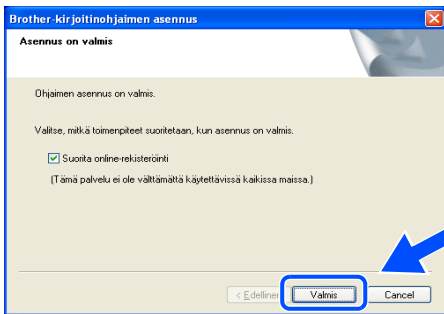 Brother-kirjoitinohjaimen asennus
Asennus on valmis
Ohjaimen asennus on valmis.
Valitse, mitkä toimenpiteet suoritetaan, kun asennus on valmis.
Suorita online-rekisteröinti
(Tämä palvelu ei ole välttämättä käytettävissä kaikissa maissa.)
< Edelliner Valmis Cancel